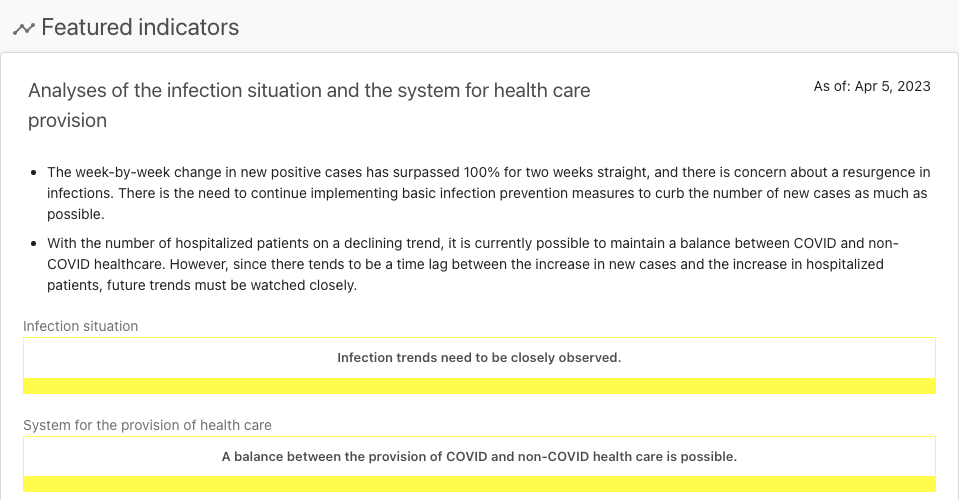 Featured indicators
Analyses of the infection situation and the system for health care
provision
As of: Apr 5, 2023
The week-by-week change in new positive cases has surpassed 100% for two weeks straight, and there is concern about a resurgence in
infections. There is the need to continue implementing basic infection prevention measures to curb the number of new cases as much as
possible.
With the number of hospitalized patients on a declining trend, it is currently possible to maintain a balance between COVID and non-
COVID healthcare. However, since there tends to be a time lag between the increase in new cases and the increase in hospitalized
patients, future trends must be watched closely.
Infection situation
Infection trends need to be closely observed.
System for the provision of health care
A balance between the provision of COVID and non-COVID health care is possible.